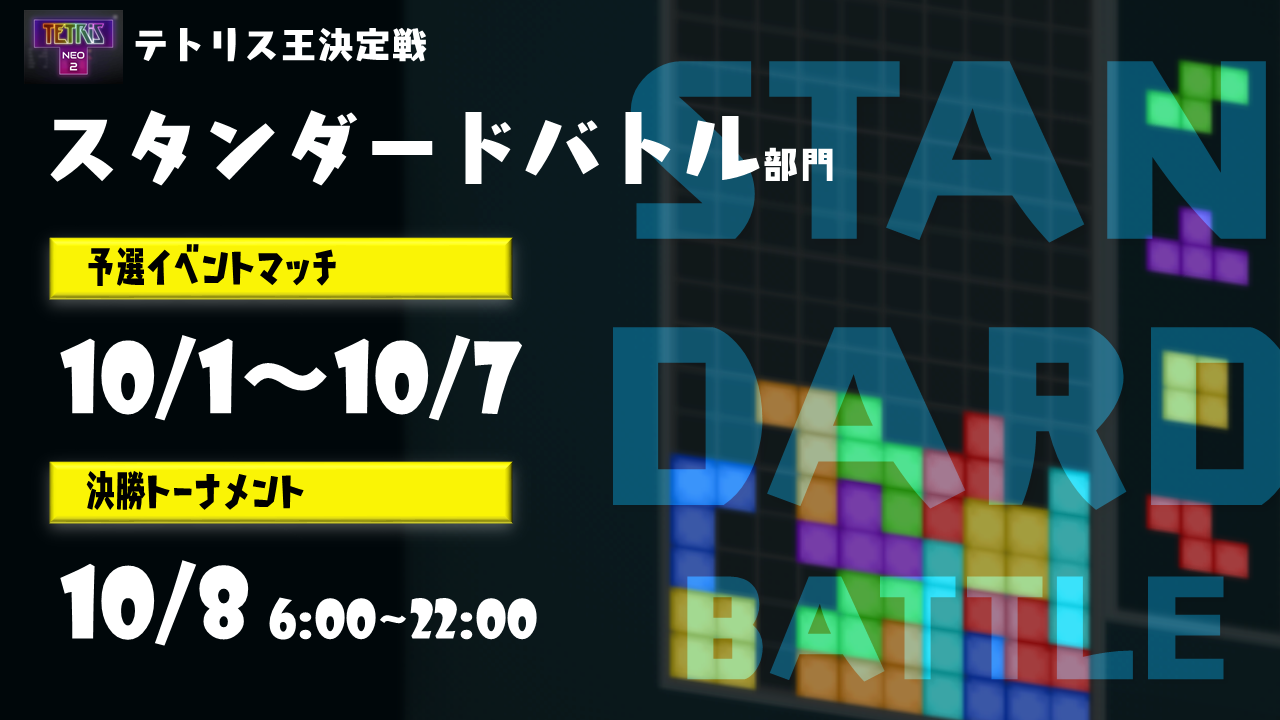 TETRiS
NEO
2
テトリス王決定戦
スタンダードバトル部門
予選イベントマッチ
10/1～10/7
決勝トーナメント
10/8 6:00~22:00
STAN
DARD
BATTLE